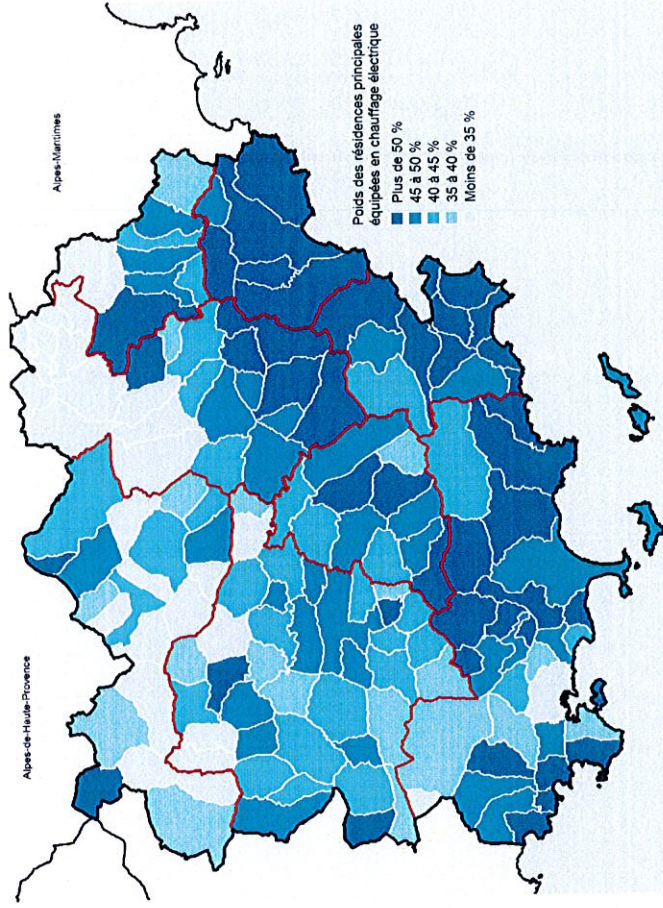 Alpes-de-Haute-Provence
Alpes-Maritimes
Poids des résidences principales
équipées en chauffage électrique
Plus de 50 %
45 à 50 %
40 à 45 %
35 à 40 %
Moins de 35 %